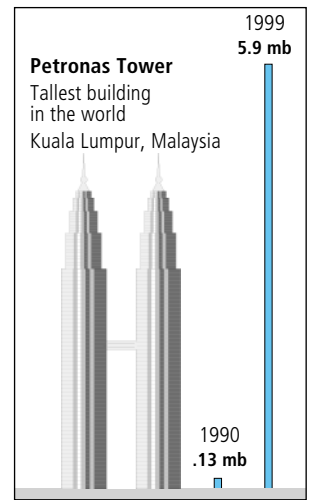 1999
5.9 mb
Petronas Tower
Tallest building
in the world
Kuala Lumpur, Malaysia
1990
.13 mb